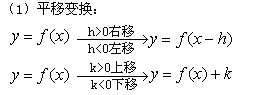 （1）平移变换：
y = f(x) h>0右移 h<0左移 → y = f(x − h)
y = f(x) k>0上移 k<0下移 → y = f(x) + k